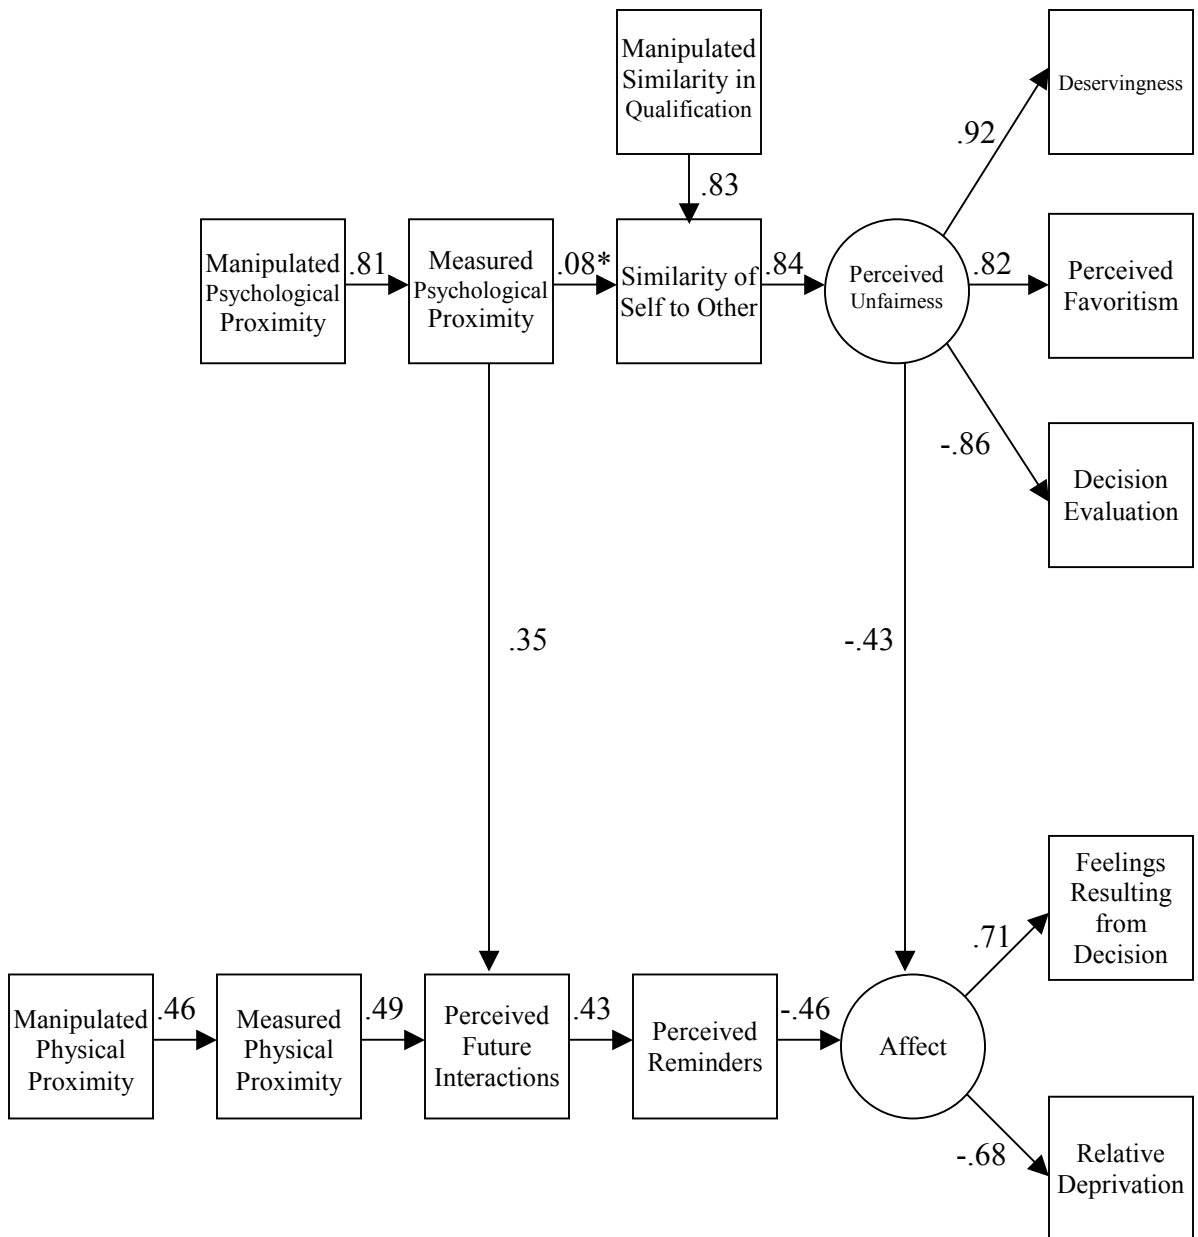 Manipulated
Similarity in
Qualification
Deservingness
.92
.83
Manipulated
Psychological
Proximity
.81
Measured
Psychological
Proximity
.08*
Similarity of
Self to Other
.84
Perceived
Unfairness
.82
Perceived
Favoritism
-.86
Decision
Evaluation
.35
-.43
Feelings
Resulting
from
Decision
.71
Manipulated
Physical
Proximity
.46
Measured
Physical
Proximity
.49
Perceived
Future
Interactions
.43
Perceived
Reminders
-.46
Affect
-.68
Relative
Deprivation